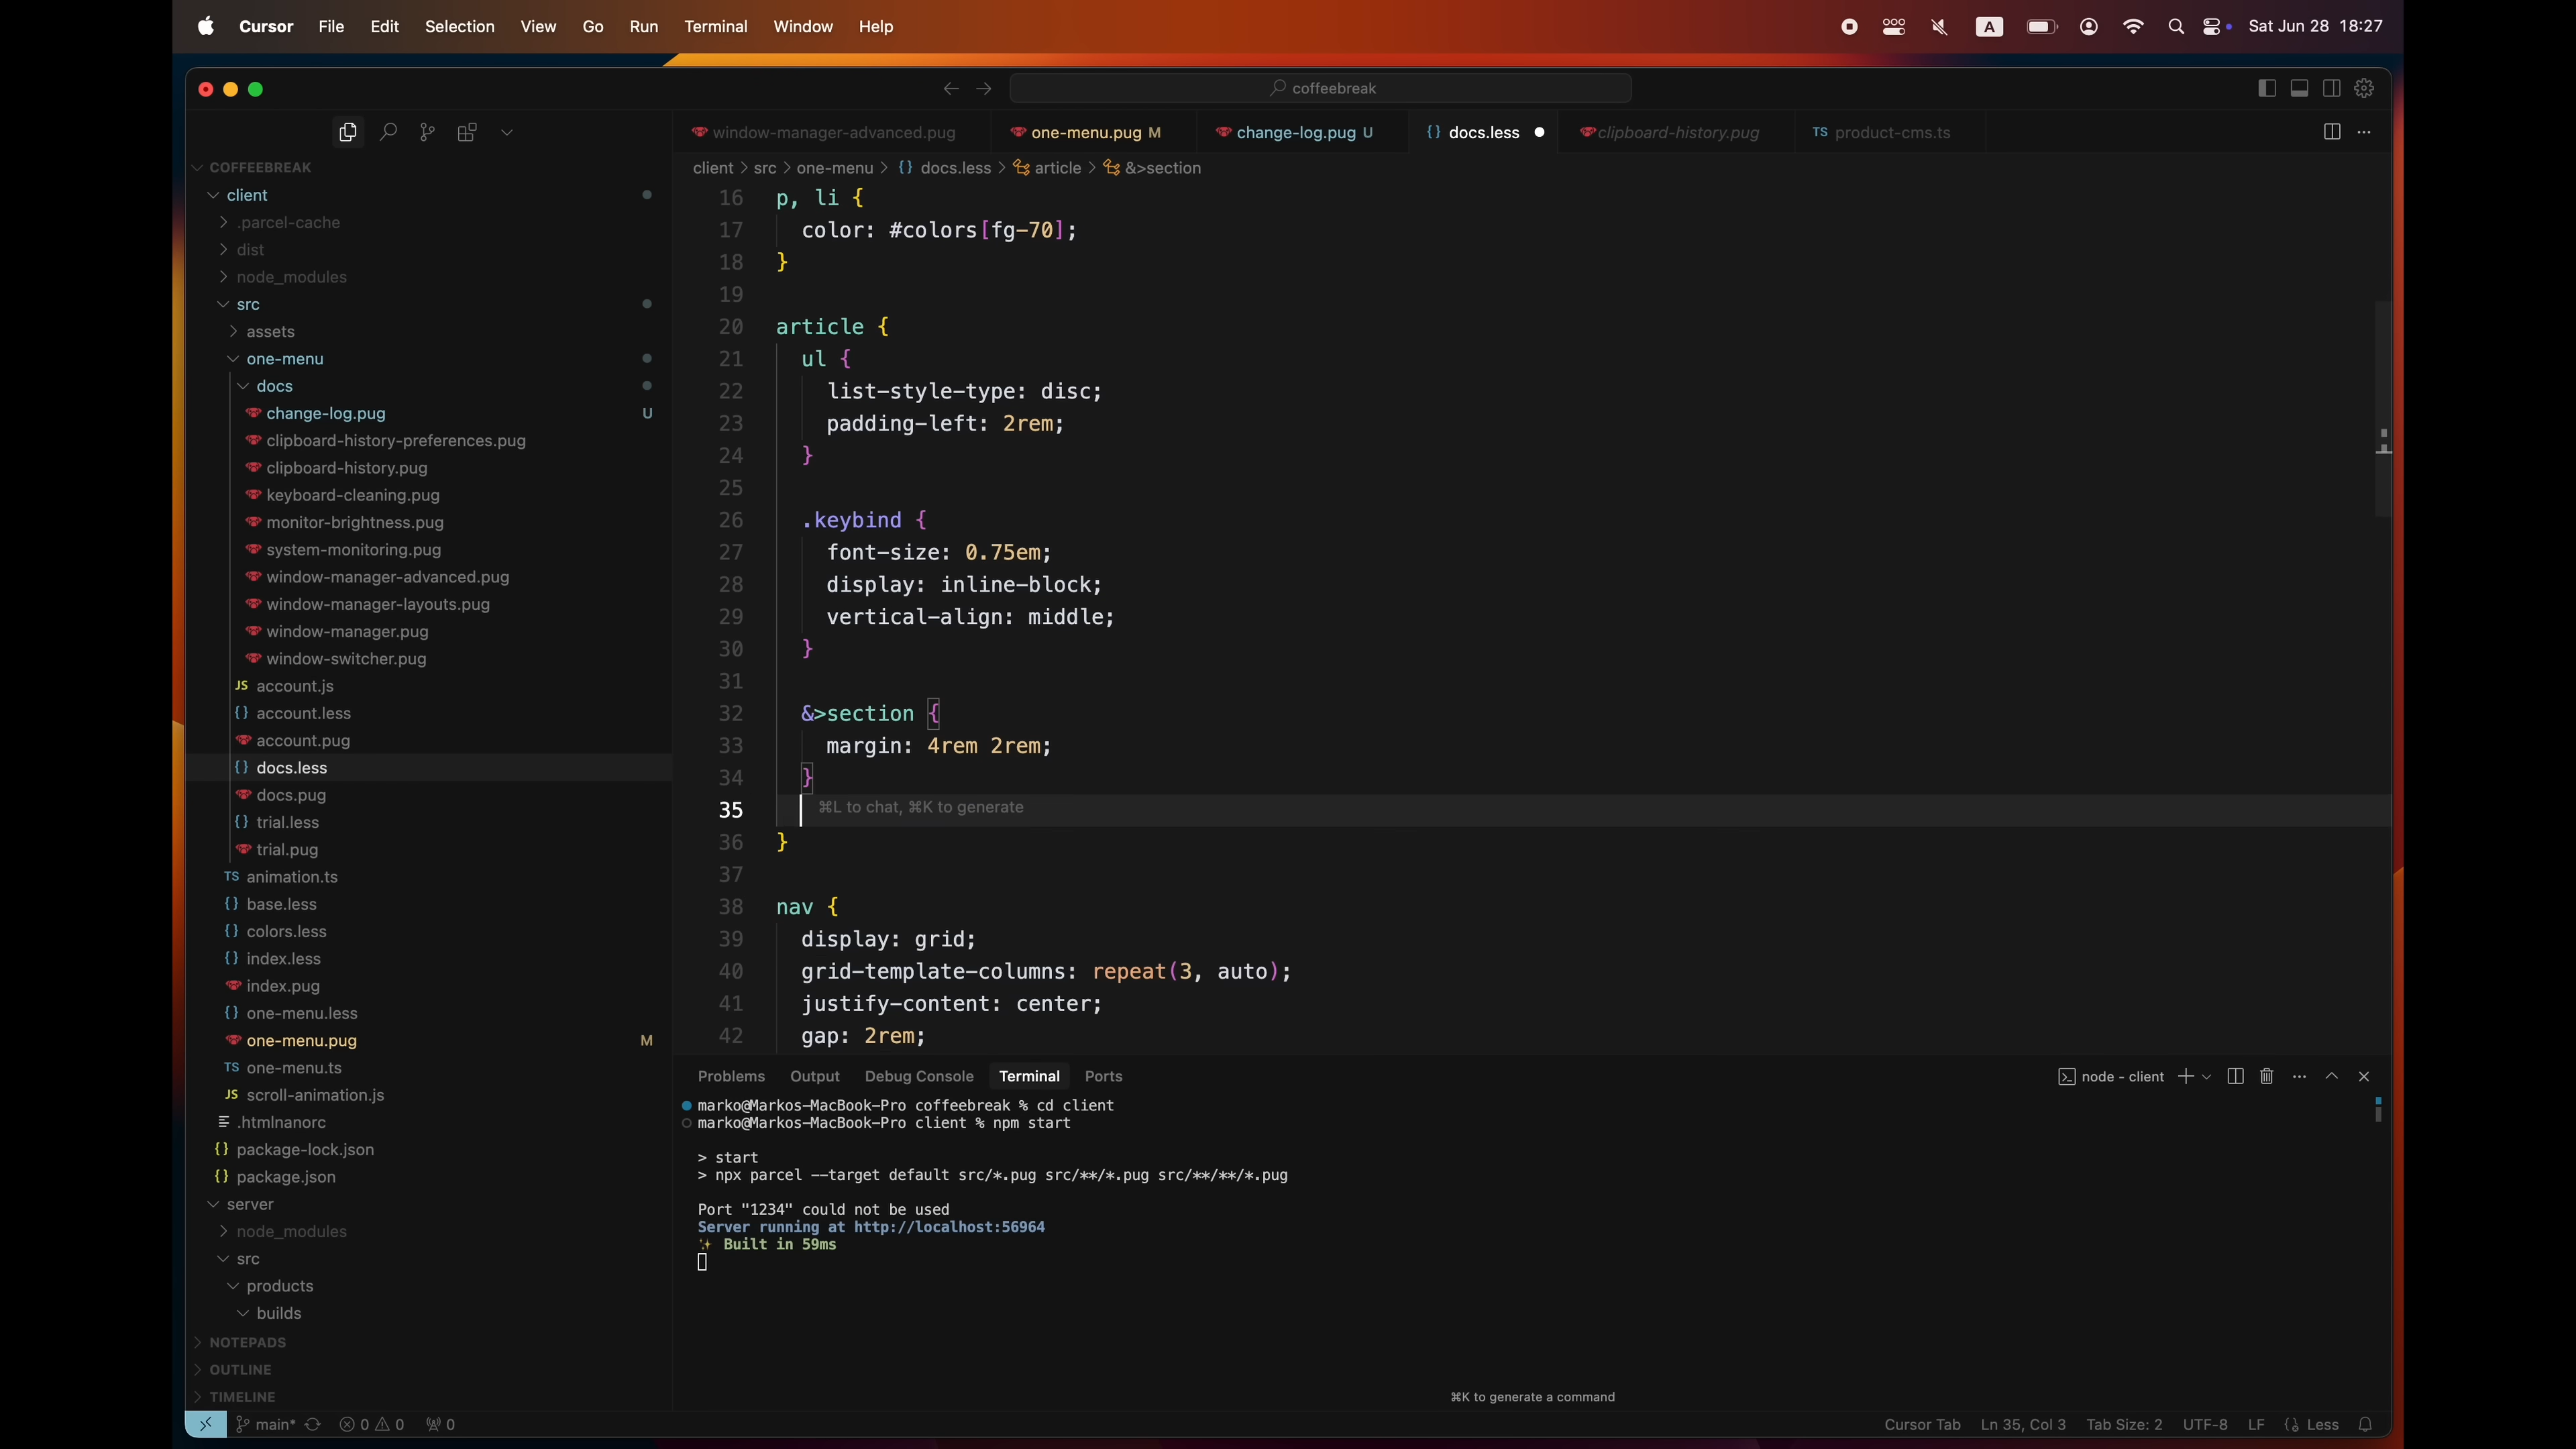 Cursor File Edit Selection View Go Run Terminal Window Help
A Sat Jun 28 18:27
coffeebreak
window-manager-advanced.pug
one-menu.pug M
change-log.pug U
{} docs.less
clipboard-history.pug
TS product-cms.ts
COFFEEBREAK
client
.parcel-cache
dist
node_modules
src
assets
one-menu
docs
change-log.pug U
clipboard-history-preferences.pug
clipboard-history.pug
keyboard-cleaning.pug
monitor-brightness.pug
system-monitoring.pug
window-manager-advanced.pug
window-manager-layouts.pug
window-manager.pug
window-switcher.pug
JS account.js
{} account.less
account.pug
{} docs.less
docs.pug
{} trial.less
trial.pug
TS animation.ts
{} base.less
{} colors.less
{} index.less
index.pug
{} one-menu.less
one-menu.pug M
TS one-menu.ts
JS scroll-animation.js
.htmlnanorc
{} package-lock.json
{} package.json
server
node_modules
src
products
builds
NOTEPADS
OUTLINE
TIMELINE
client > src > one-menu > {} docs.less > article > &>section
16 p, li {
17 color: #colors[fg-70];
18 }
19
20 article {
21 ul {
22 list-style-type: disc;
23 padding-left: 2rem;
24 }
25
26 .keybind {
27 font-size: 0.75em;
28 display: inline-block;
29 vertical-align: middle;
30 }
31
32 &>section {
33 margin: 4rem 2rem;
34 }
35 ⌘L to chat, ⌘K to generate
36 }
37
38 nav {
39 display: grid;
40 grid-template-columns: repeat(3, auto);
41 justify-content: center;
42 gap: 2rem;
Problems Output Debug Console Terminal Ports
node - client
marko@Markos-MacBook-Pro coffeebreak % cd client
marko@Markos-MacBook-Pro client % npm start
> start
> npx parcel --target default src/*.pug src/**/*.pug src/**/**/*.pug
Port "1234" could not be used
Server running at http://localhost:56964
✨ Built in 59ms
⌘K to generate a command
main* 0 0 0
Cursor Tab Ln 35, Col 3 Tab Size: 2 UTF-8 LF Less